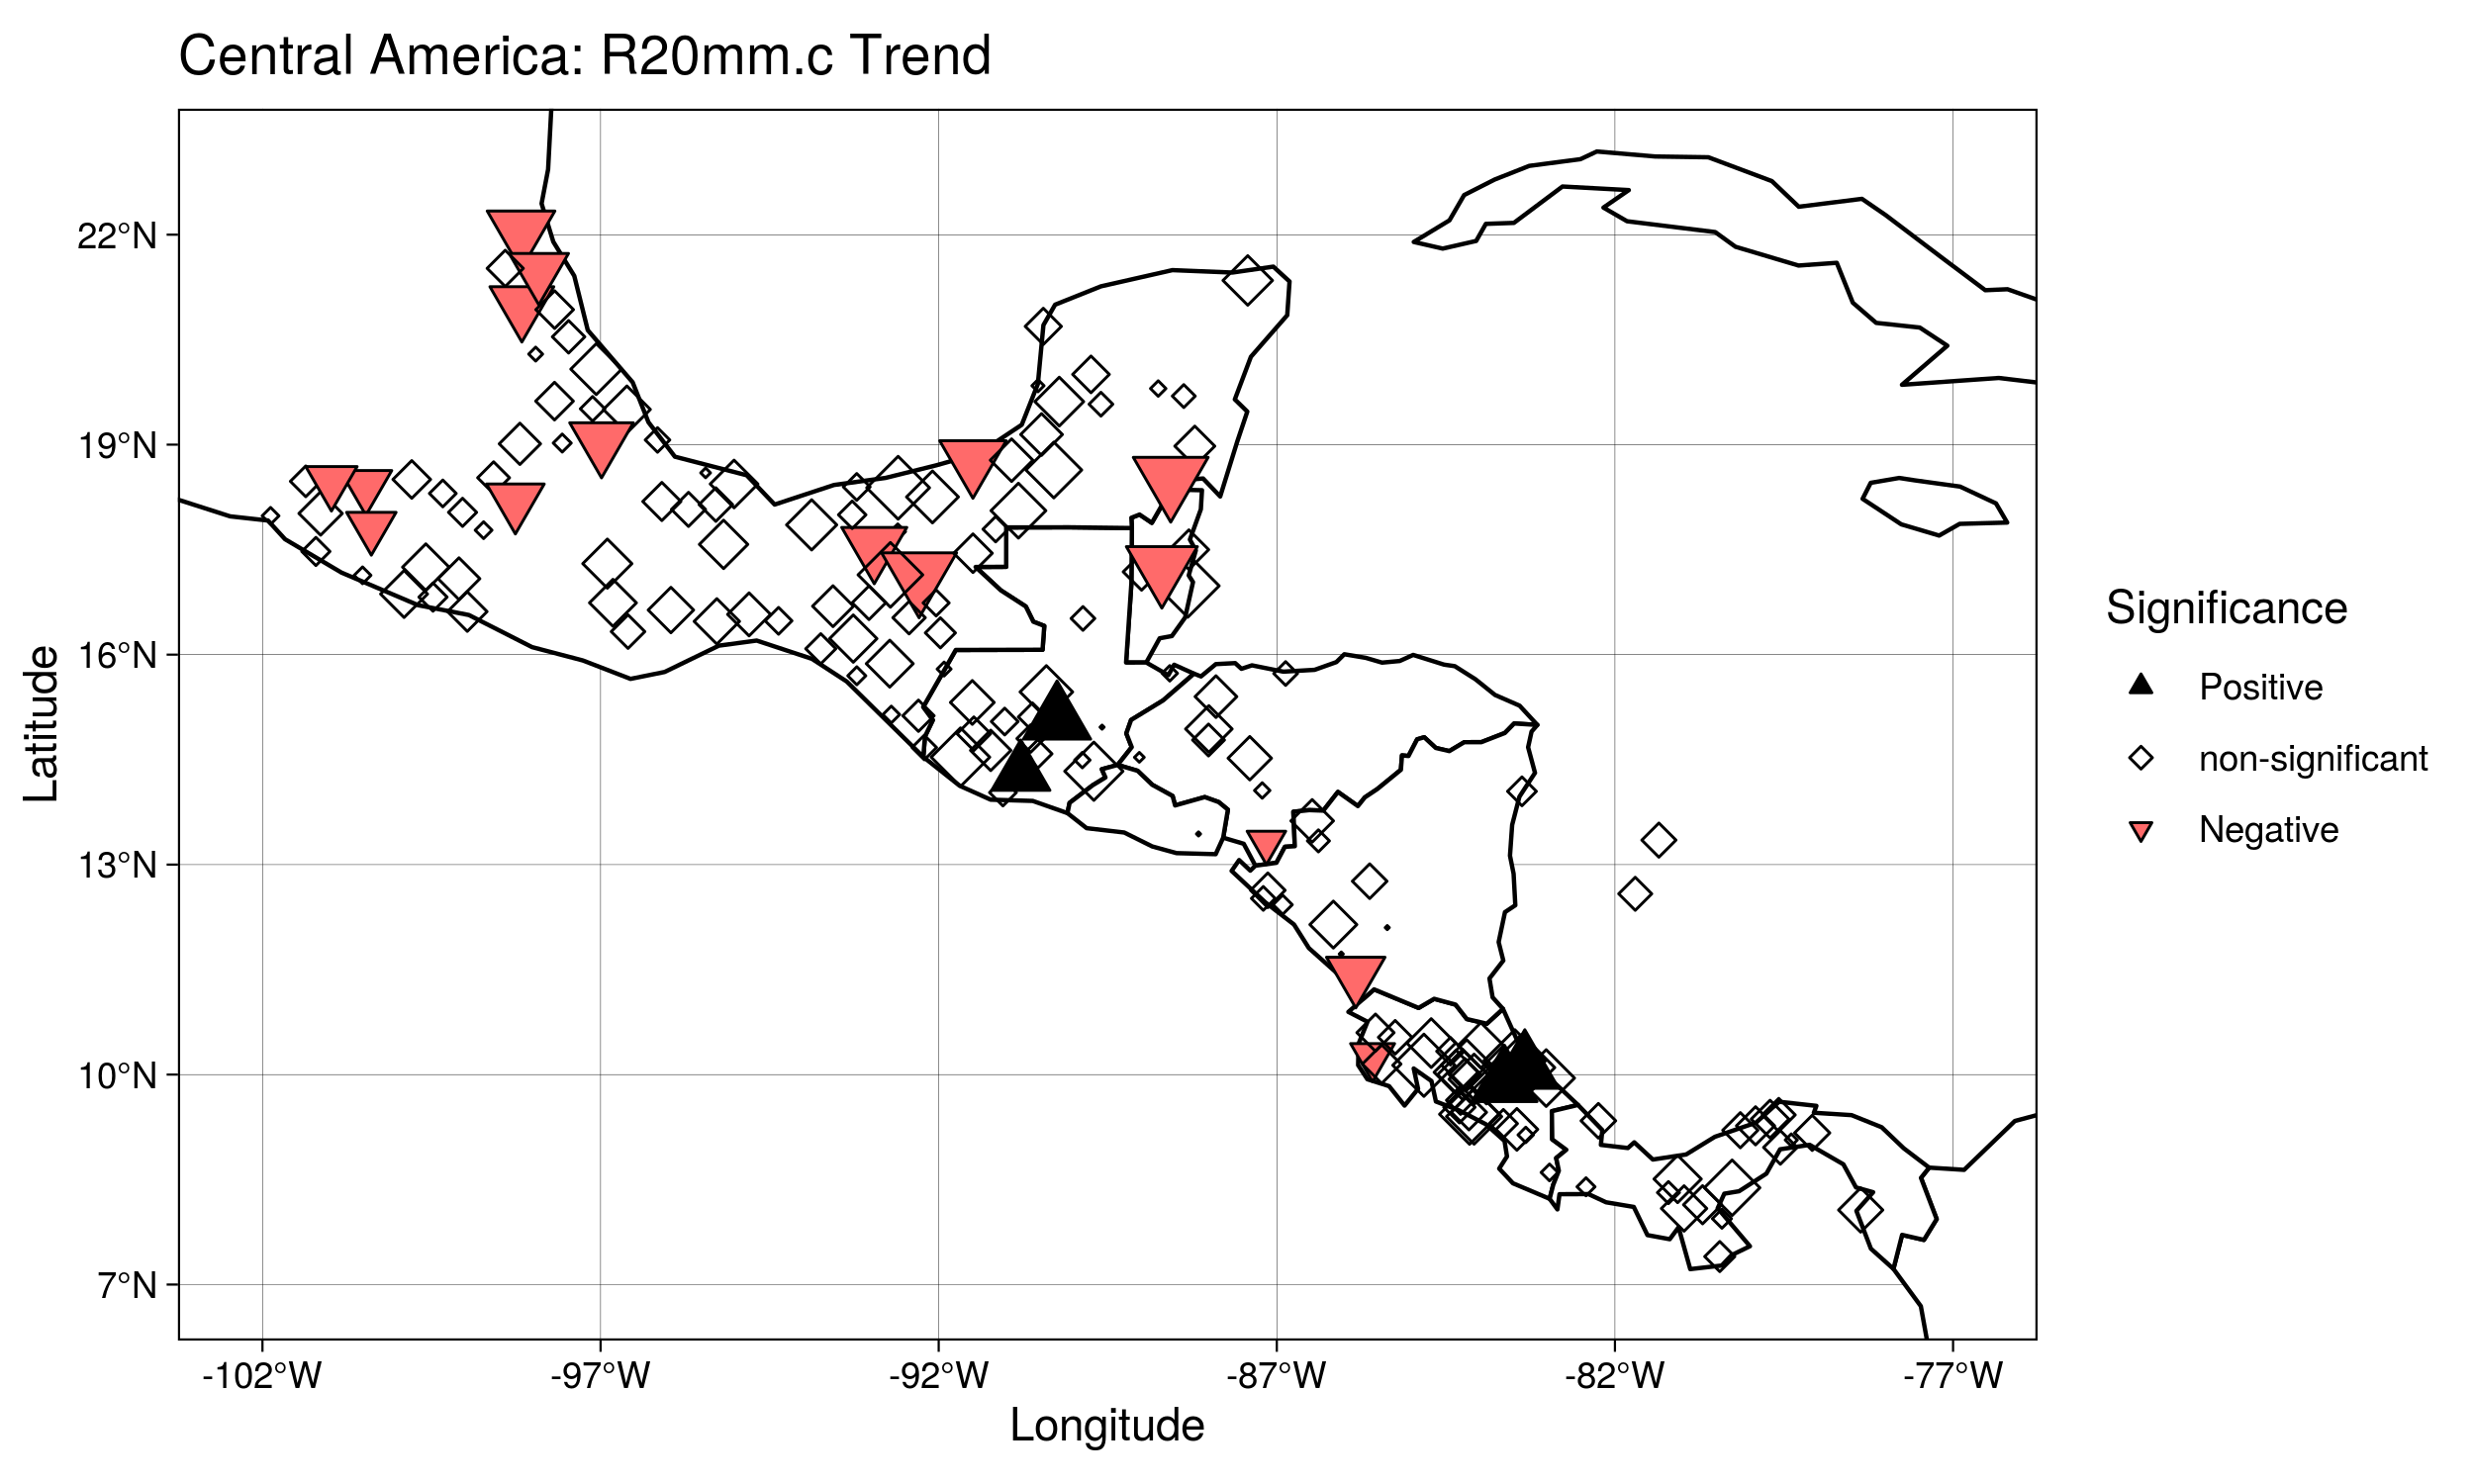 Central America: R20mm.c Trend
22°N
19°N
16°N
13°N
10°N
7°N
Latitude
-102°W
-97°W
-92°W
-87°W
-82°W
-77°W
Longitude
Significance
Positive
non-significant
Negative